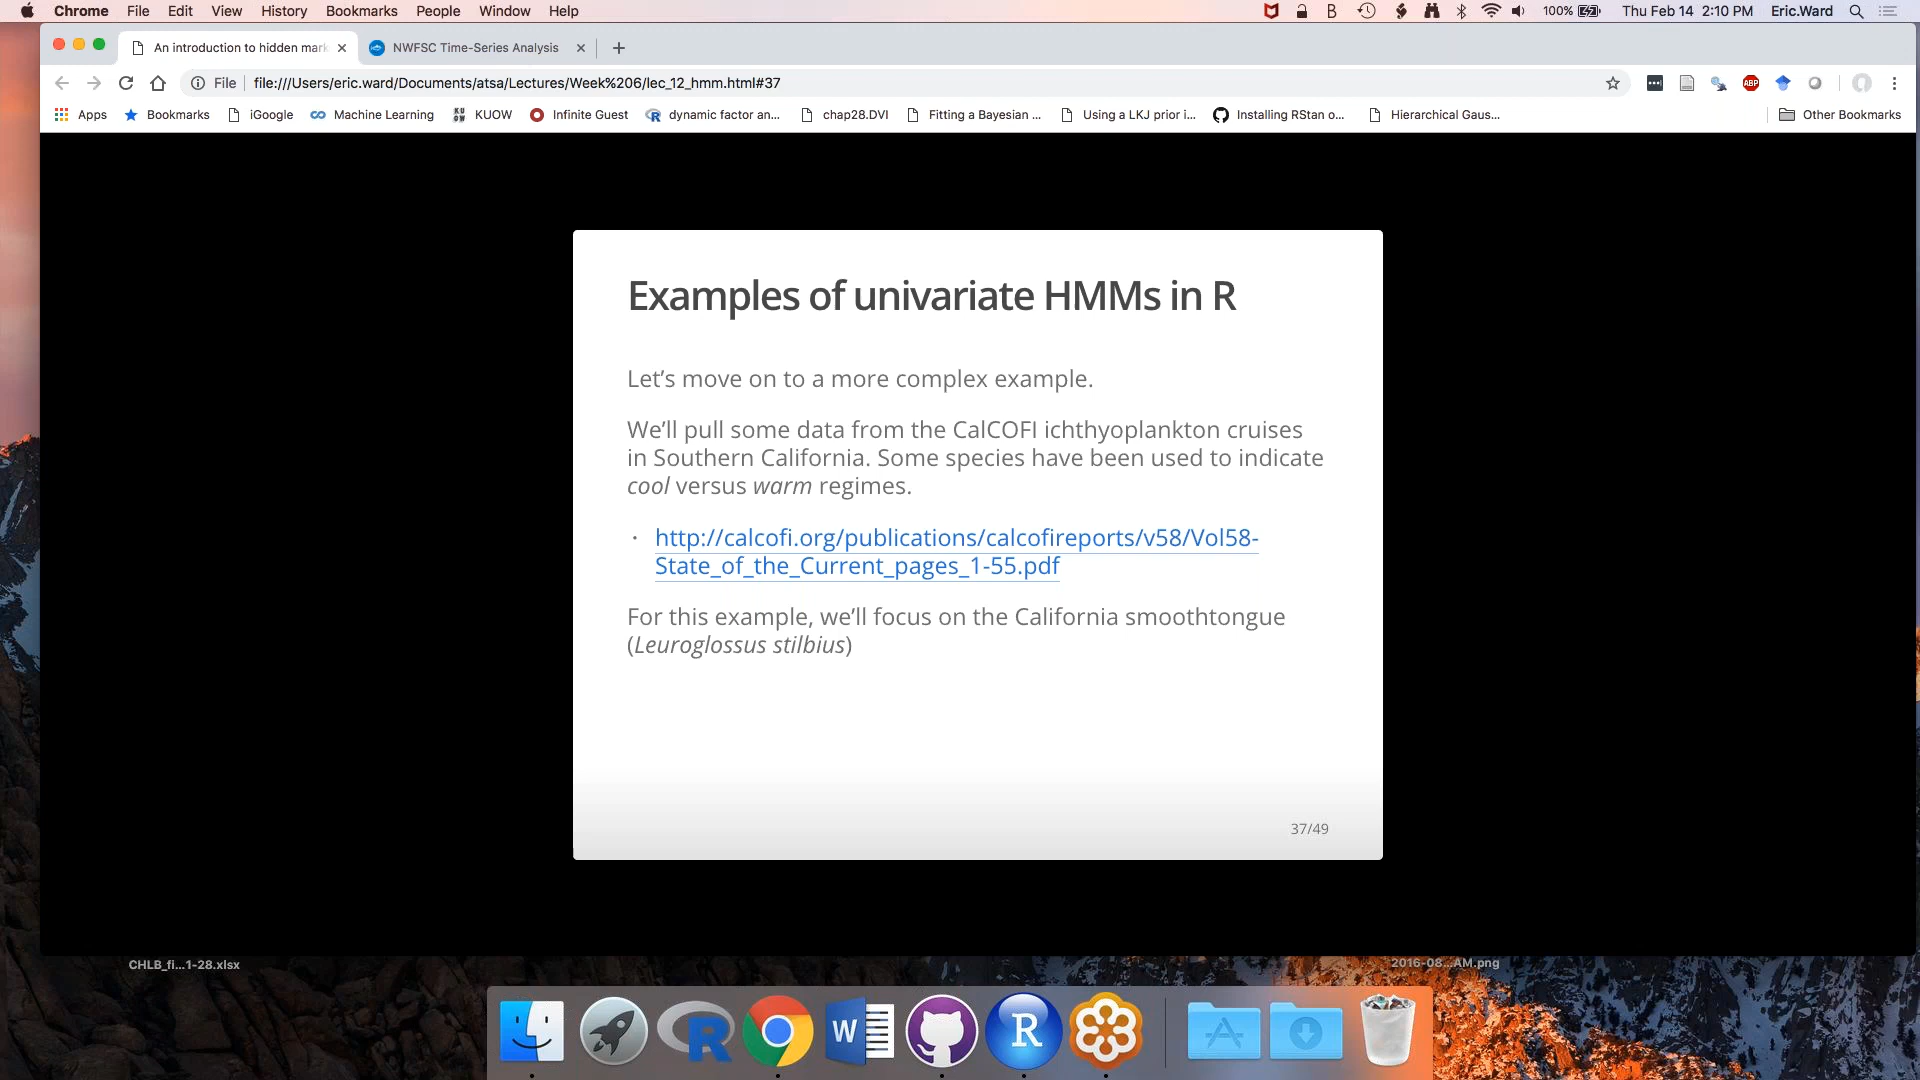 Chrome File Edit View History Bookmarks People Window Help 100% Thu Feb 14 2:10 PM Eric.Ward
An introduction to hidden mark NWFSC Time-Series Analysis
File file:///Users/eric.ward/Documents/atsa/Lectures/Week%206/lec_12_hmm.html#37 ABP
Apps Bookmarks iGoogle Machine Learning KUOW KUOW Infinite Guest dynamic factor an... chap28.DVI Fitting a Bayesian ... Using a LKJ prior i... Installing RStan o... Hierarchical Gaus... Other Bookmarks
Examples of univariate HMMs in R
Let’s move on to a more complex example.
We’ll pull some data from the CalCOFI ichthyoplankton cruises
in Southern California. Some species have been used to indicate
cool versus warm regimes.
· http://calcofi.org/publications/calcofireports/v58/Vol58-
State_of_the_Current_pages_1-55.pdf
For this example, we’ll focus on the California smoothtongue
(Leuroglossus stilbius)
37/49
CHLB_fi...1-28.xlsx 2016-08...AM.png
R W R